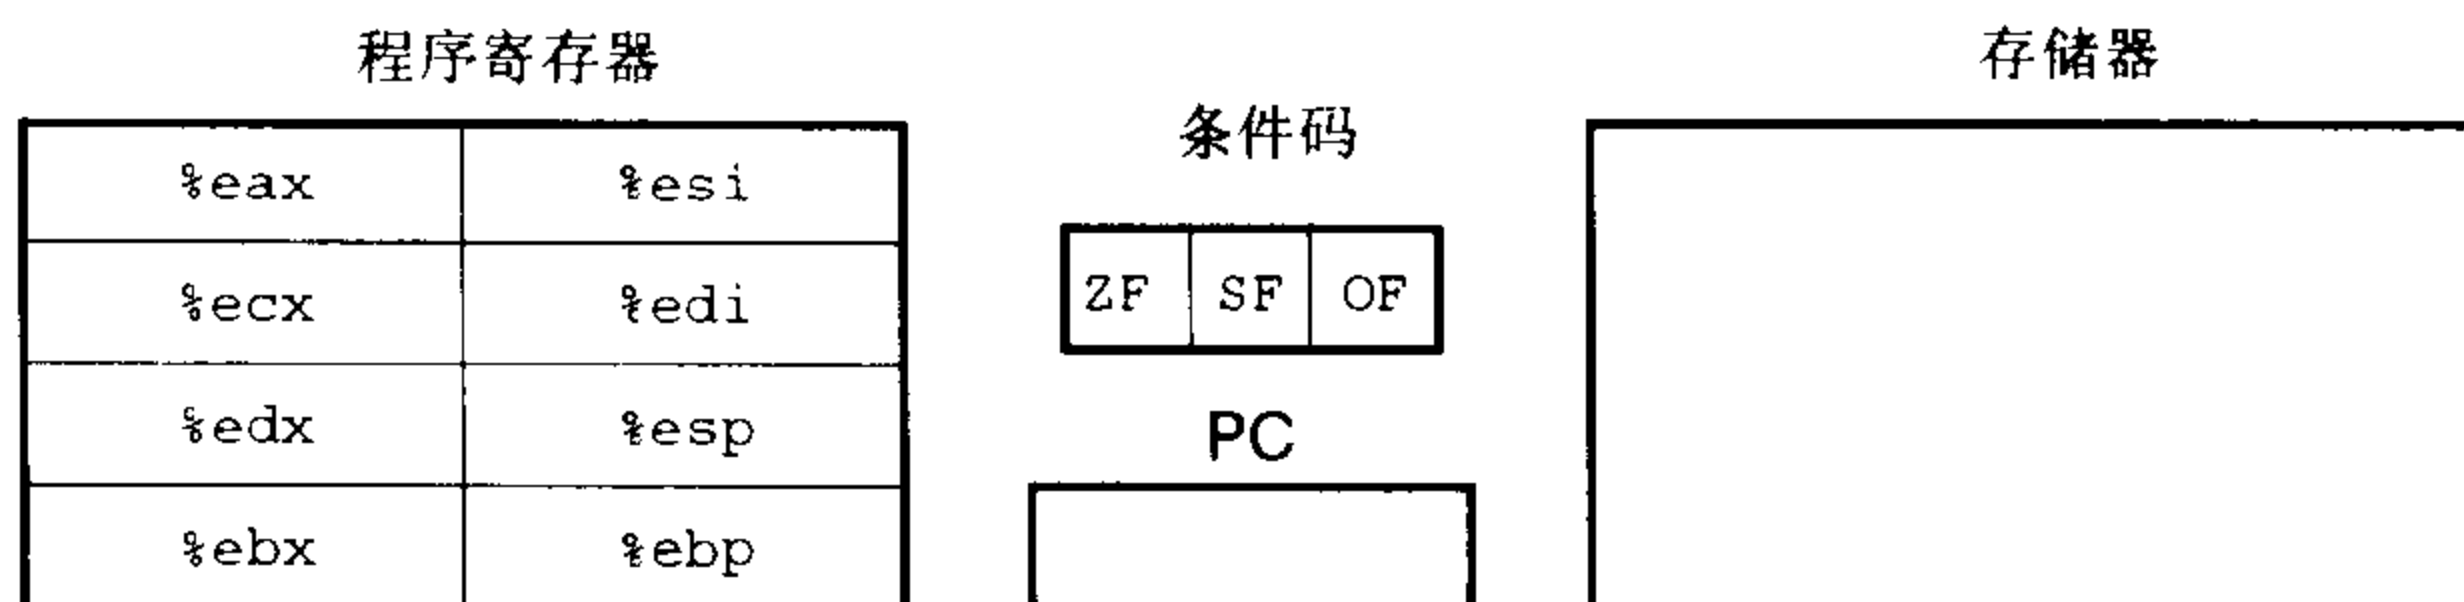 程序寄存器
%eax %esi
%ecx %edi
%edx %esp
%ebx %ebp
条件码
ZF SF OF
PC
存储器